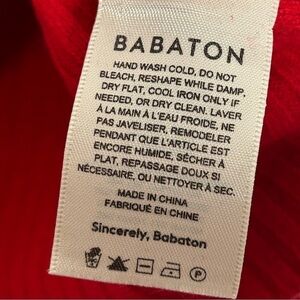 BABATON
HAND WASH COLD, DO NOT
BLEACH, RESHAPE WHILE DAMP,
DRY FLAT, COOL IRON ONLY IF
NEEDED, OR DRY CLEAN. LAVER
À LA MAIN À L'EAU FROIDE, NE
PAS JAVELISER, REMODELER
PENDANT QUE L'ARTICLE EST
ENCORE HUMIDE, SÉCHER À
PLAT, REPASSAGE DOUX SI
NÉCESSAIRE, OU NETTOYER À SEC.
MADE IN CHINA
FABRIQUÉ EN CHINE
Sincerely, Babaton
P